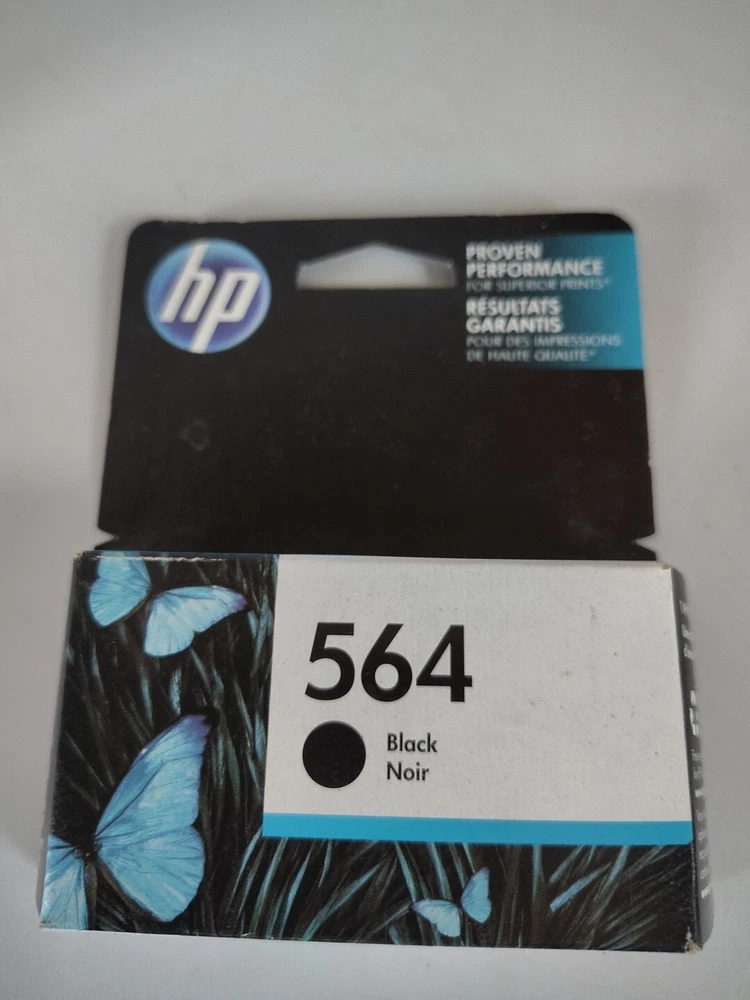 hp
PROVEN
PERFORMANCE
FOR SUPERIOR PRINTS*
RÉSULTATS
GARANTIS
POUR DES IMPRESSIONS
DE HAUTE QUALITÉ*
564
Black
Noir